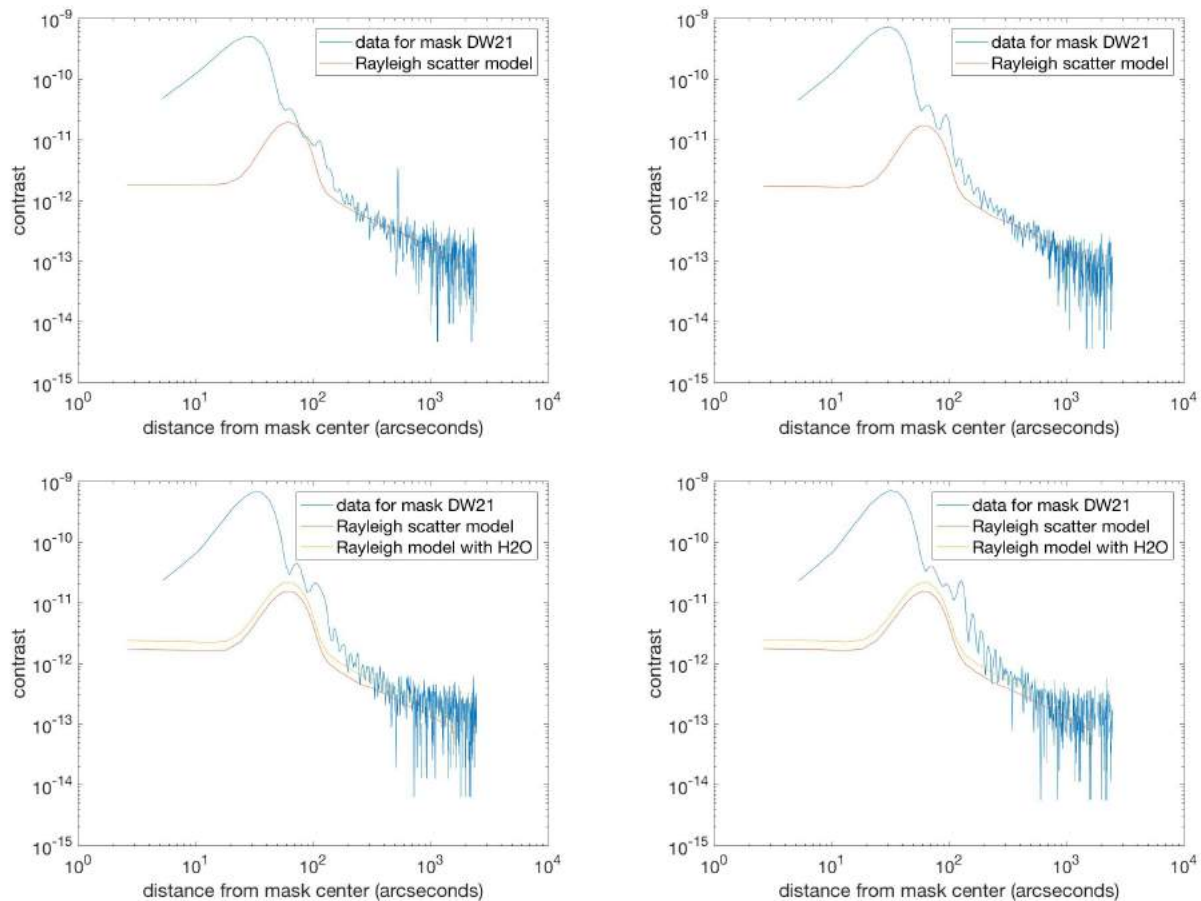 10^-9
10^-10
10^-11
10^-12
10^-13
10^-14
10^-15
contrast
data for mask DW21
Rayleigh scatter model
10^0 10^1 10^2 10^3 10^4
distance from mask center (arcseconds)
10^-9
10^-10
10^-11
10^-12
10^-13
10^-14
10^-15
contrast
data for mask DW21
Rayleigh scatter model
10^0 10^1 10^2 10^3 10^4
distance from mask center (arcseconds)
10^-9
10^-10
10^-11
10^-12
10^-13
10^-14
10^-15
contrast
data for mask DW21
Rayleigh scatter model
Rayleigh model with H2O
10^0 10^1 10^2 10^3 10^4
distance from mask center (arcseconds)
10^-9
10^-10
10^-11
10^-12
10^-13
10^-14
10^-15
contrast
data for mask DW21
Rayleigh scatter model
Rayleigh model with H2O
10^0 10^1 10^2 10^3 10^4
distance from mask center (arcseconds)